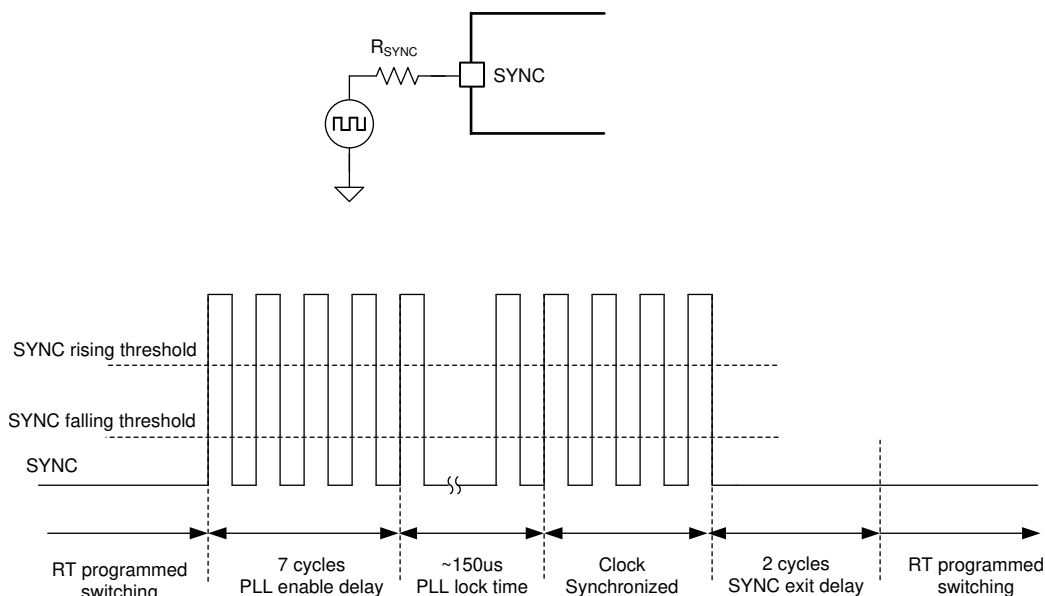 RSYNC
SYNC
SYNC rising threshold
SYNC falling threshold
SYNC
RT programmed
switching
7 cycles
PLL enable delay
~150us
PLL lock time
Clock
Synchronized
2 cycles
SYNC exit delay
RT programmed
switching